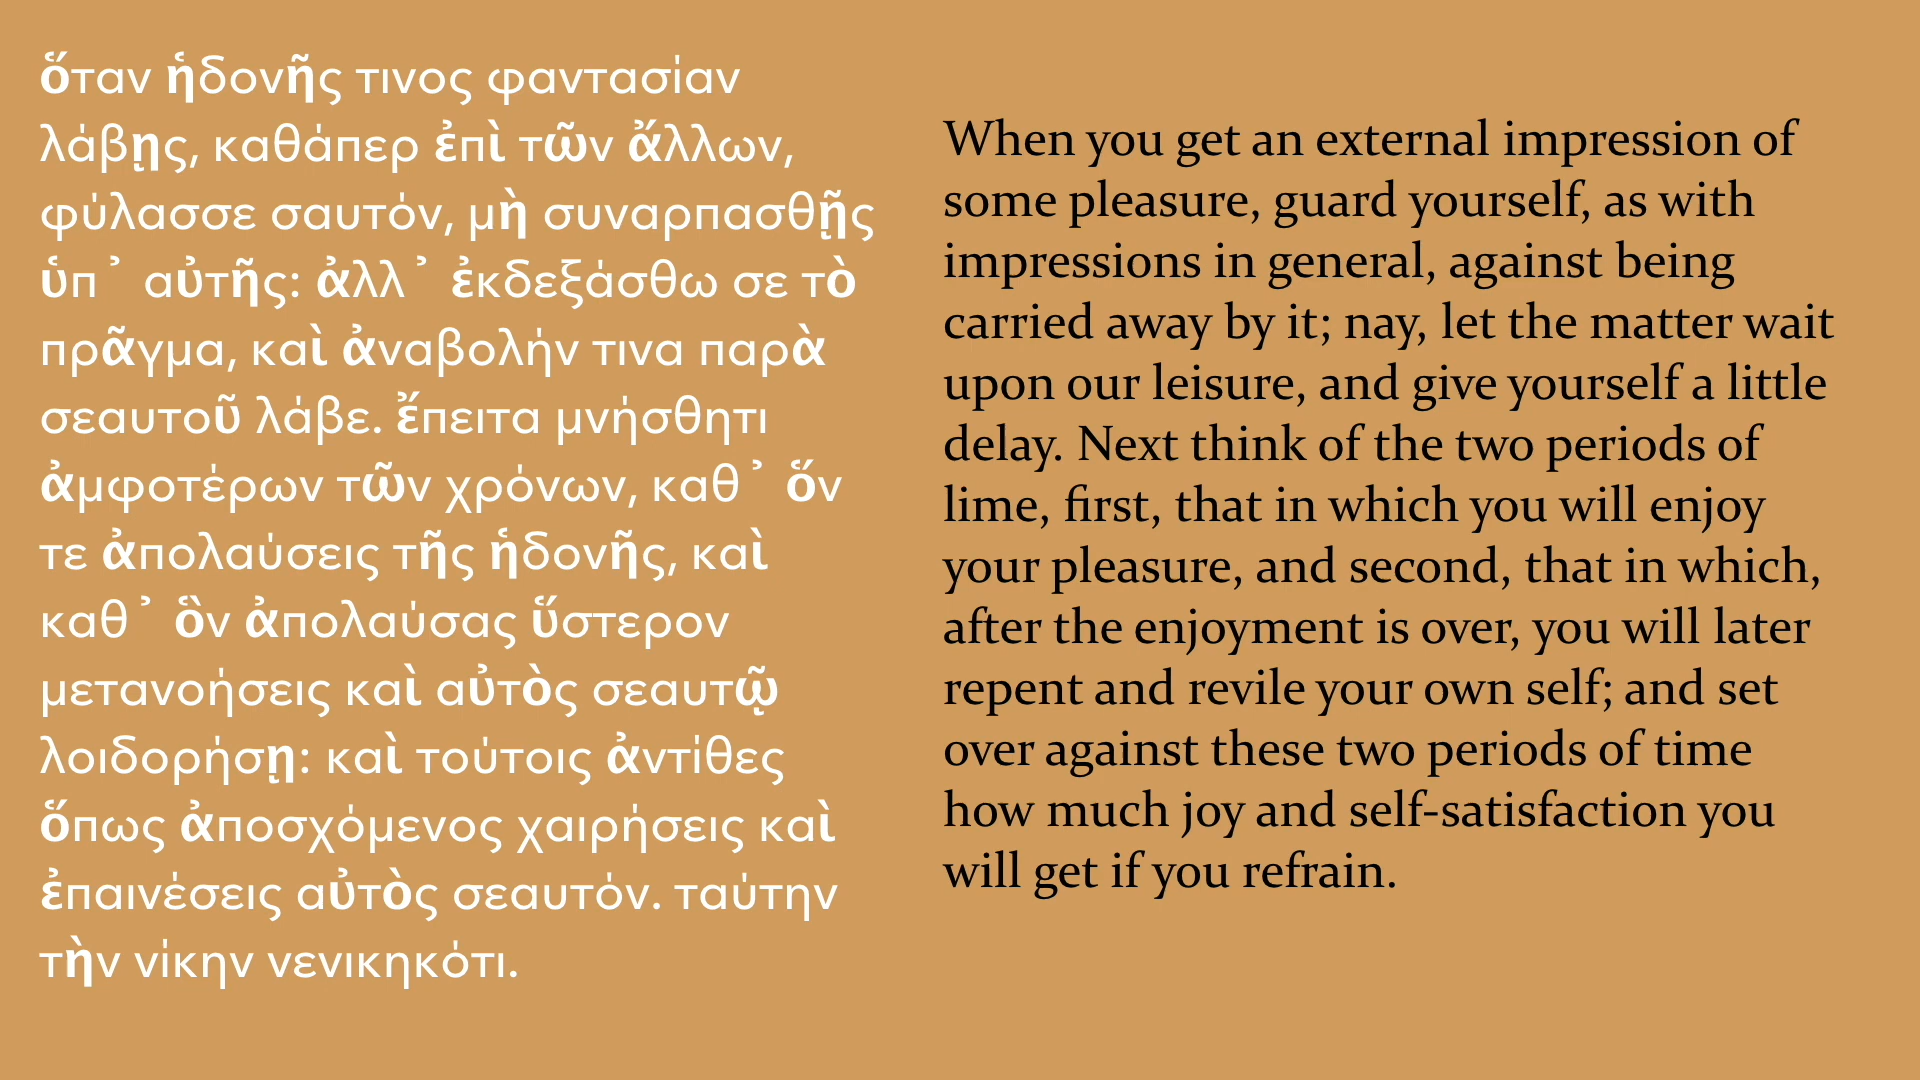 ὅταν ἡδονῆς τινος φαντασίαν
λάβῃς, καθάπερ ἐπὶ τῶν ἄλλων,
φύλασσε σαυτόν, μὴ συναρπασθῇς
ὑπ᾽ αὐτῆς: ἀλλ᾽ ἐκδεξάσθω σε τὸ
πρᾶγμα, καὶ ἀναβολήν τινα παρὰ
σεαυτοῦ λάβε. ἔπειτα μνήσθητι
ἀμφοτέρων τῶν χρόνων, καθ᾽ ὅν
τε ἀπολαύσεις τῆς ἡδονῆς, καὶ
καθ᾽ ὃν ἀπολαύσας ὕστερον
μετανοήσεις καὶ αὐτὸς σεαυτῷ
λοιδορήσῃ: καὶ τούτοις ἀντίθες
ὅπως ἀποσχόμενος χαιρήσεις καὶ
ἐπαινέσεις αὐτὸς σεαυτόν. ταύτην
τὴν νίκην νενικηκότι.
When you get an external impression of
some pleasure, guard yourself, as with
impressions in general, against being
carried away by it; nay, let the matter wait
upon our leisure, and give yourself a little
delay. Next think of the two periods of
lime, first, that in which you will enjoy
your pleasure, and second, that in which,
after the enjoyment is over, you will later
repent and revile your own self; and set
over against these two periods of time
how much joy and self-satisfaction you
will get if you refrain.